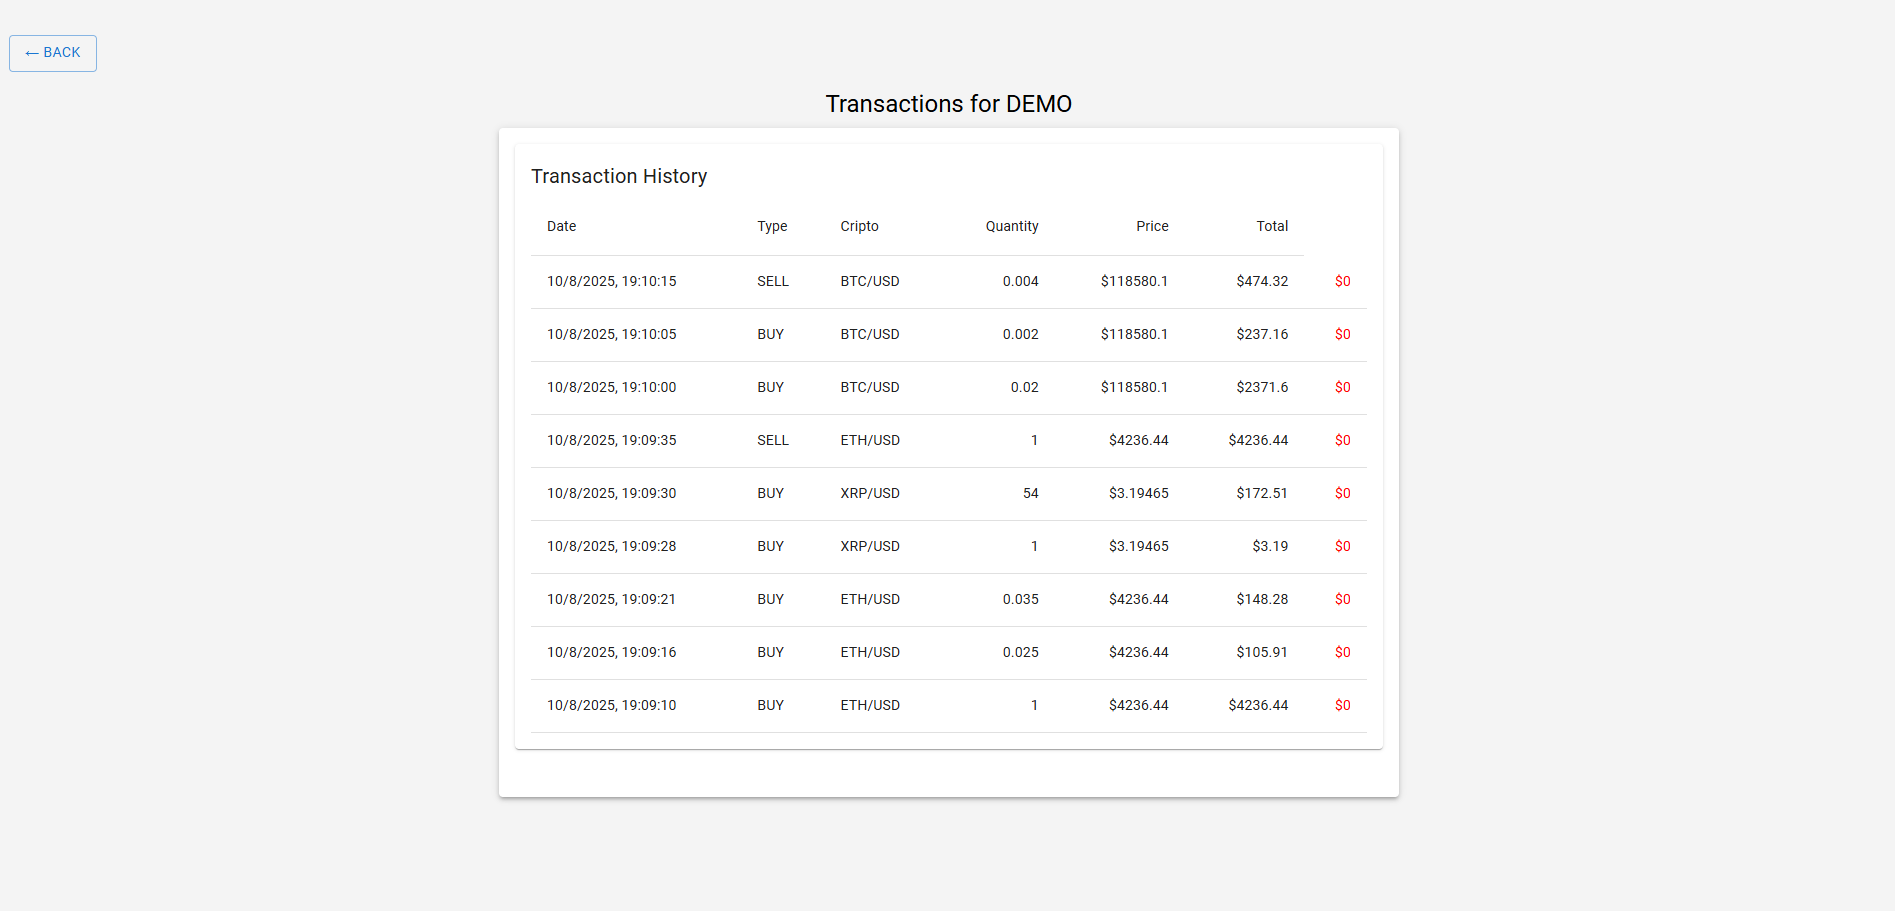 ← BACK
Transactions for DEMO
Transaction History
Date Type Cripto Quantity Price Total
10/8/2025, 19:10:15 SELL BTC/USD 0.004 $118580.1 $474.32 $0
10/8/2025, 19:10:05 BUY BTC/USD 0.002 $118580.1 $237.16 $0
10/8/2025, 19:10:00 BUY BTC/USD 0.02 $118580.1 $2371.6 $0
10/8/2025, 19:09:35 SELL ETH/USD 1 $4236.44 $4236.44 $0
10/8/2025, 19:09:30 BUY XRP/USD 54 $3.19465 $172.51 $0
10/8/2025, 19:09:28 BUY XRP/USD 1 $3.19465 $3.19 $0
10/8/2025, 19:09:21 BUY ETH/USD 0.035 $4236.44 $148.28 $0
10/8/2025, 19:09:16 BUY ETH/USD 0.025 $4236.44 $105.91 $0
10/8/2025, 19:09:10 BUY ETH/USD 1 $4236.44 $4236.44 $0